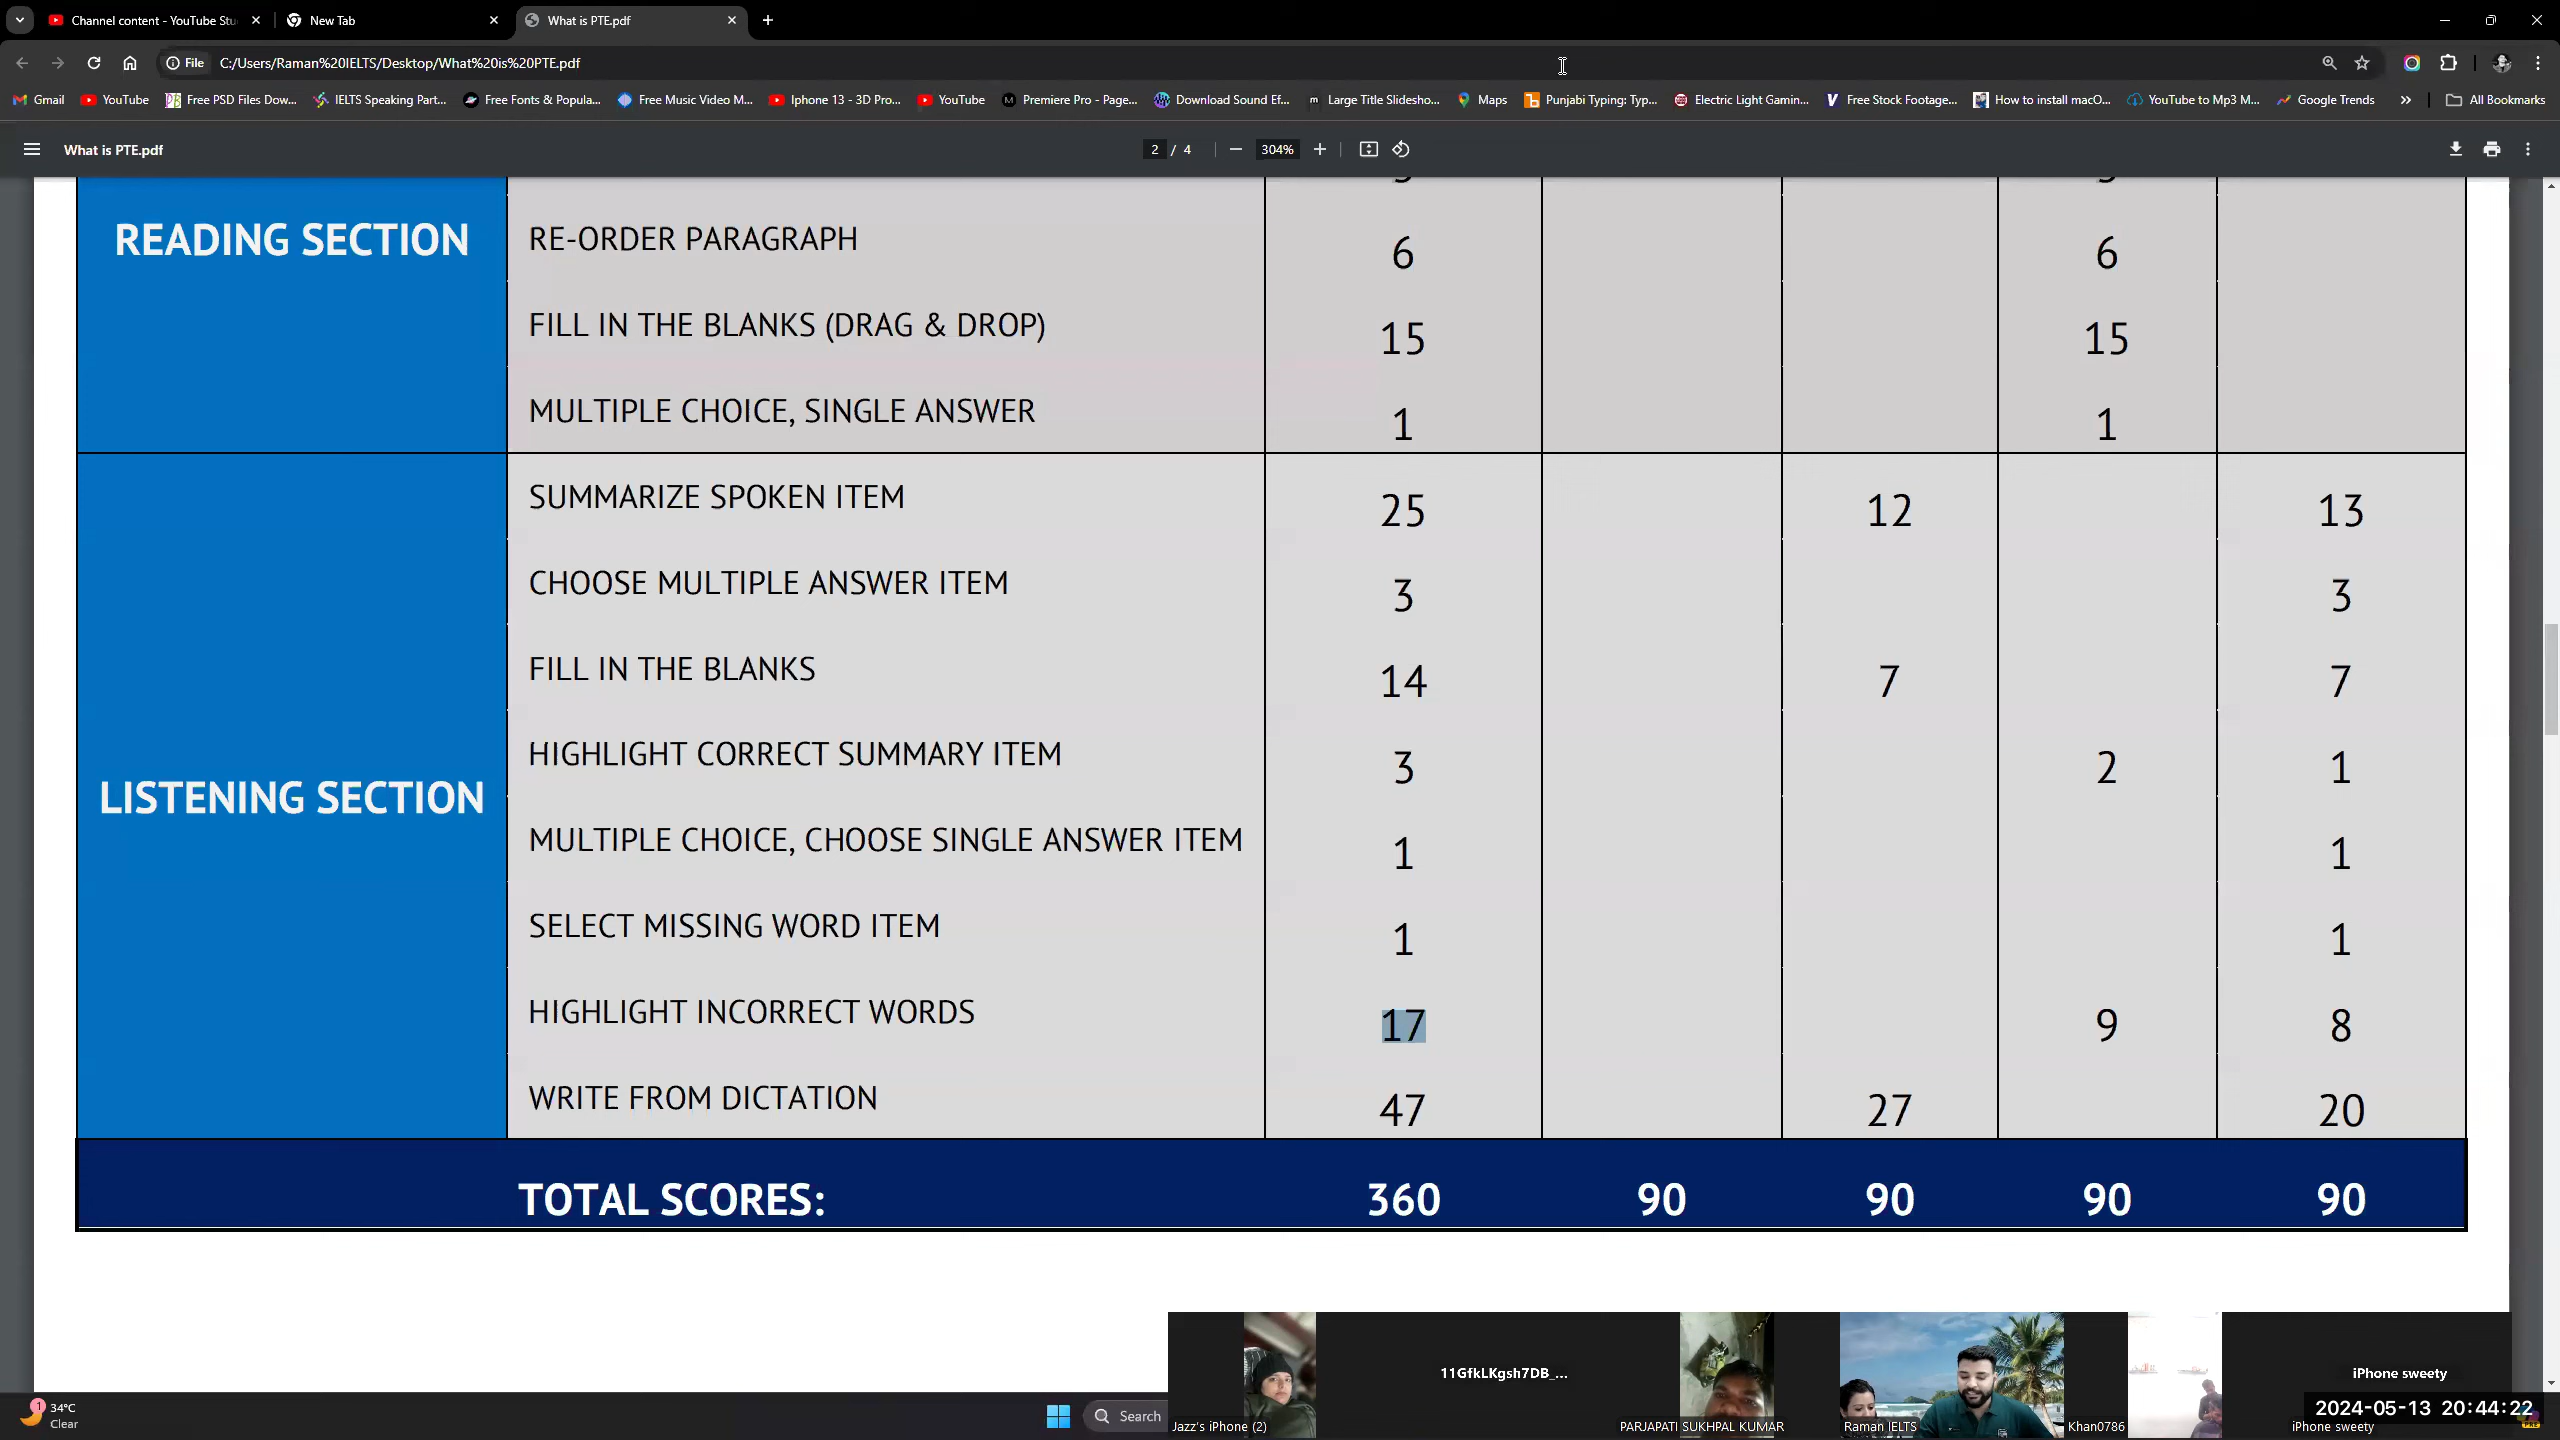 Channel content - YouTube Stu
New Tab
What is PTE.pdf
File C:/Users/Raman%20IELTS/Desktop/What%20is%20PTE.pdf
Gmail YouTube Free PSD Files Dow... IELTS Speaking Part... Free Fonts & Popula... Free Music Video M... Iphone 13 - 3D Pro... YouTube Premiere Pro - Page... Download Sound Ef... Large Title Slidesho... Maps Punjabi Typing: Typ... Electric Light Gamin... Free Stock Footage... How to install macO... YouTube to Mp3 M... Google Trends » All Bookmarks
What is PTE.pdf 2 / 4 304%
READING SECTION
RE-ORDER PARAGRAPH 6 6
FILL IN THE BLANKS (DRAG & DROP) 15 15
MULTIPLE CHOICE, SINGLE ANSWER 1 1
LISTENING SECTION
SUMMARIZE SPOKEN ITEM 25 12 13
CHOOSE MULTIPLE ANSWER ITEM 3 3
FILL IN THE BLANKS 14 7 7
HIGHLIGHT CORRECT SUMMARY ITEM 3 2 1
MULTIPLE CHOICE, CHOOSE SINGLE ANSWER ITEM 1 1
SELECT MISSING WORD ITEM 1 1
HIGHLIGHT INCORRECT WORDS 17 9 8
WRITE FROM DICTATION 47 27 20
TOTAL SCORES: 360 90 90 90 90
11GfkLKgsh7DB_...
iPhone sweety
1
34°C
Clear
Search
Jazz's iPhone (2)
PARJAPATI SUKHPAL KUMAR
Raman IELTS
Khan0786
iPhone sweety
2024-05-13 20:44:22